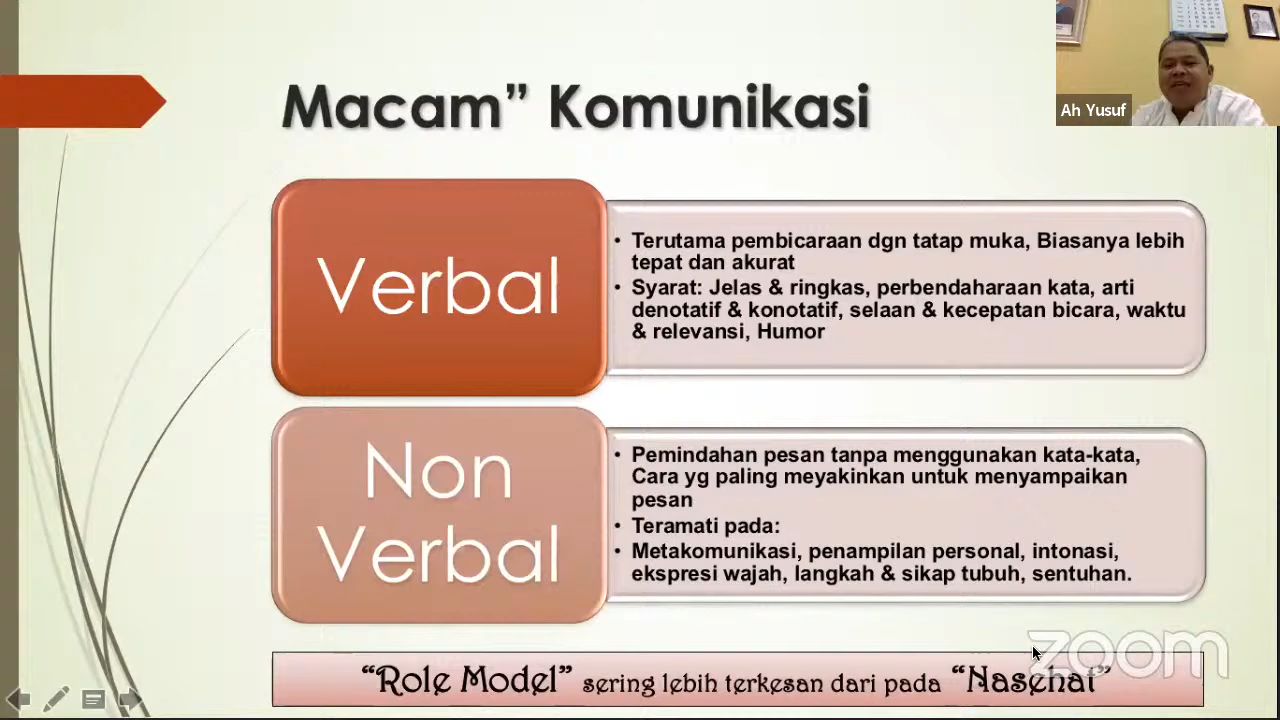 Macam” Komunikasi
Ah Yusuf
Verbal
• Terutama pembicaraan dgn tatap muka, Biasanya lebih
tepat dan akurat
• Syarat: Jelas & ringkas, perbendaharaan kata, arti
denotatif & konotatif, selaan & kecepatan bicara, waktu
& relevansi, Humor
Non
Verbal
• Pemindahan pesan tanpa menggunakan kata-kata,
Cara yg paling meyakinkan untuk menyampaikan
pesan
• Teramati pada:
• Metakomunikasi, penampilan personal, intonasi,
ekspresi wajah, langkah & sikap tubuh, sentuhan.
“Role Model” sering lebih terkesan dari pada “Nasehat”
zoom